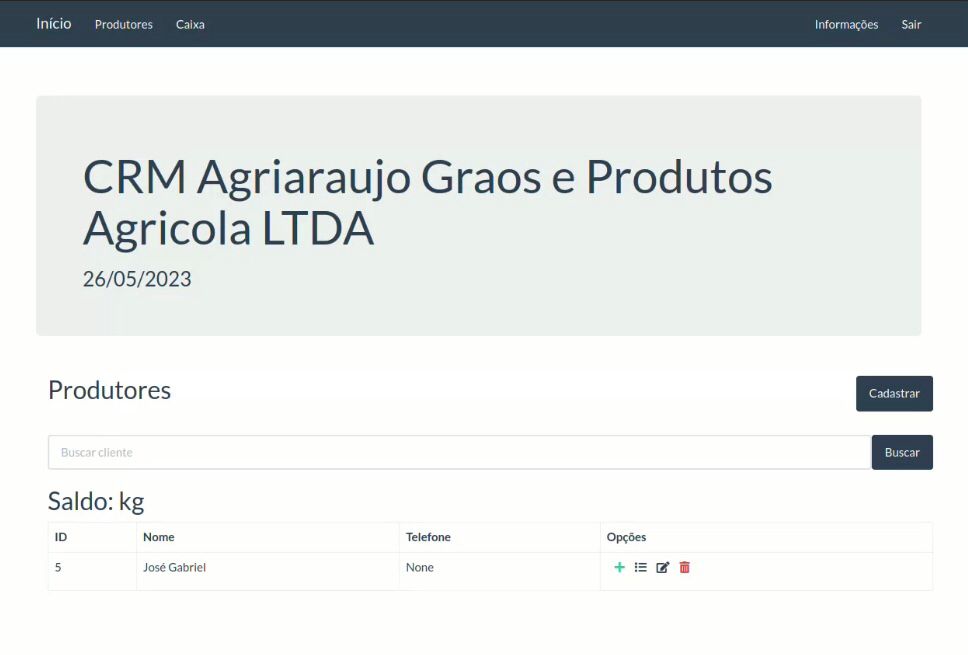 Início Produtores Caixa Informações Sair
CRM Agriaraujo Graos e Produtos
Agricola LTDA
26/05/2023
Produtores Cadastrar
Buscar cliente Buscar
Saldo: kg
ID Nome Telefone Opções
5 José Gabriel None